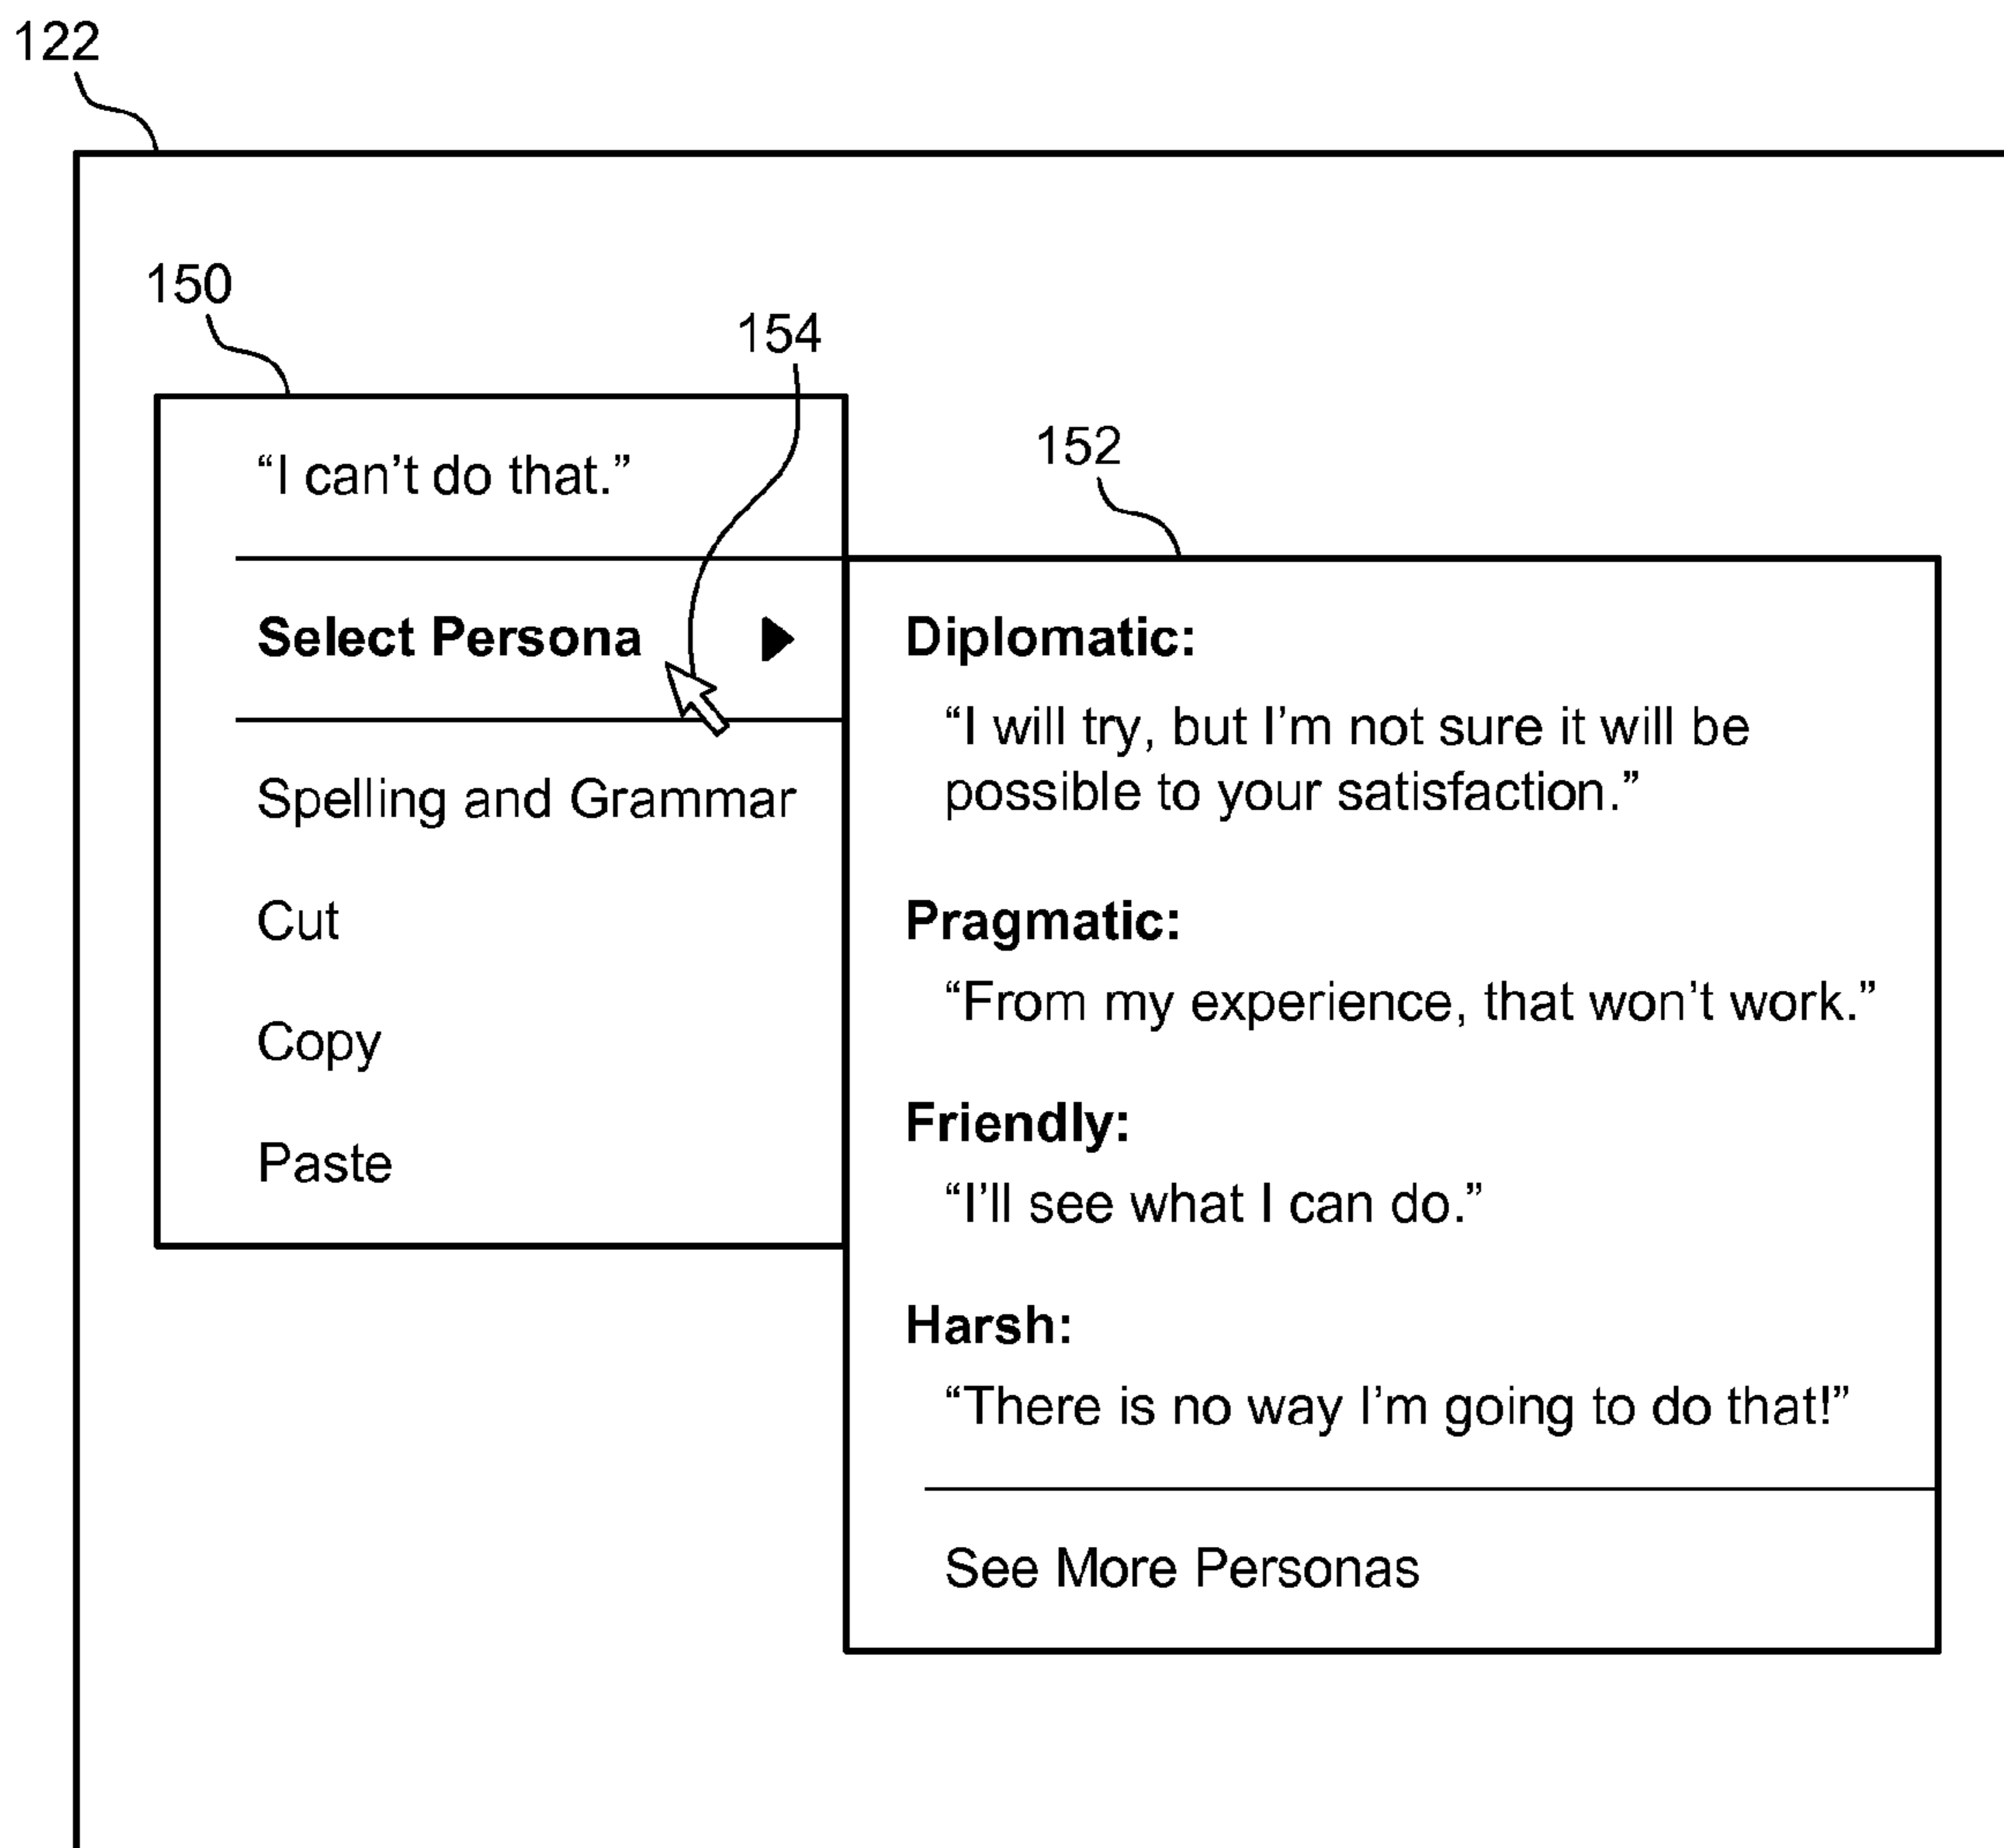 122
150
154
152
“I can’t do that.”
Select Persona
Spelling and Grammar
Cut
Copy
Paste
Diplomatic:
“I will try, but I’m not sure it will be
possible to your satisfaction.”
Pragmatic:
“From my experience, that won’t work.”
Friendly:
“I’ll see what I can do.”
Harsh:
“There is no way I’m going to do that!”
See More Personas